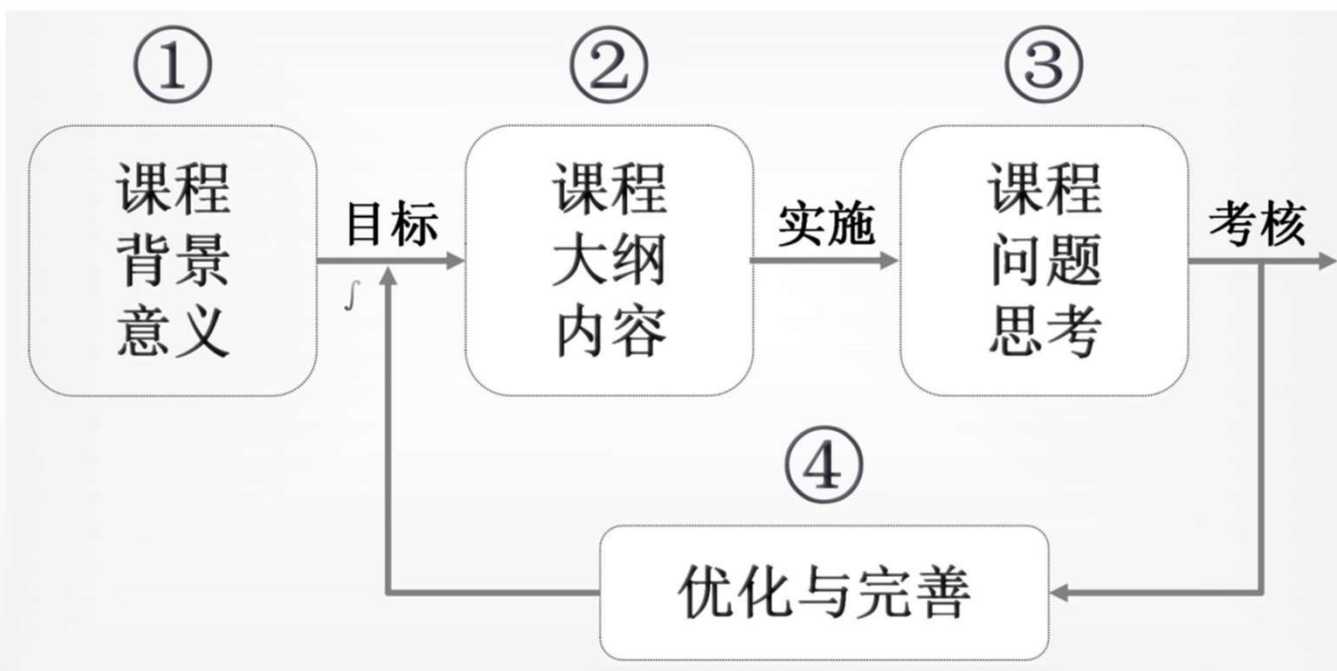 ①
②
③
课程
背景
意义
目标
∫
课程
大纲
内容
实施
课程
问题
思考
考核
④
优化与完善